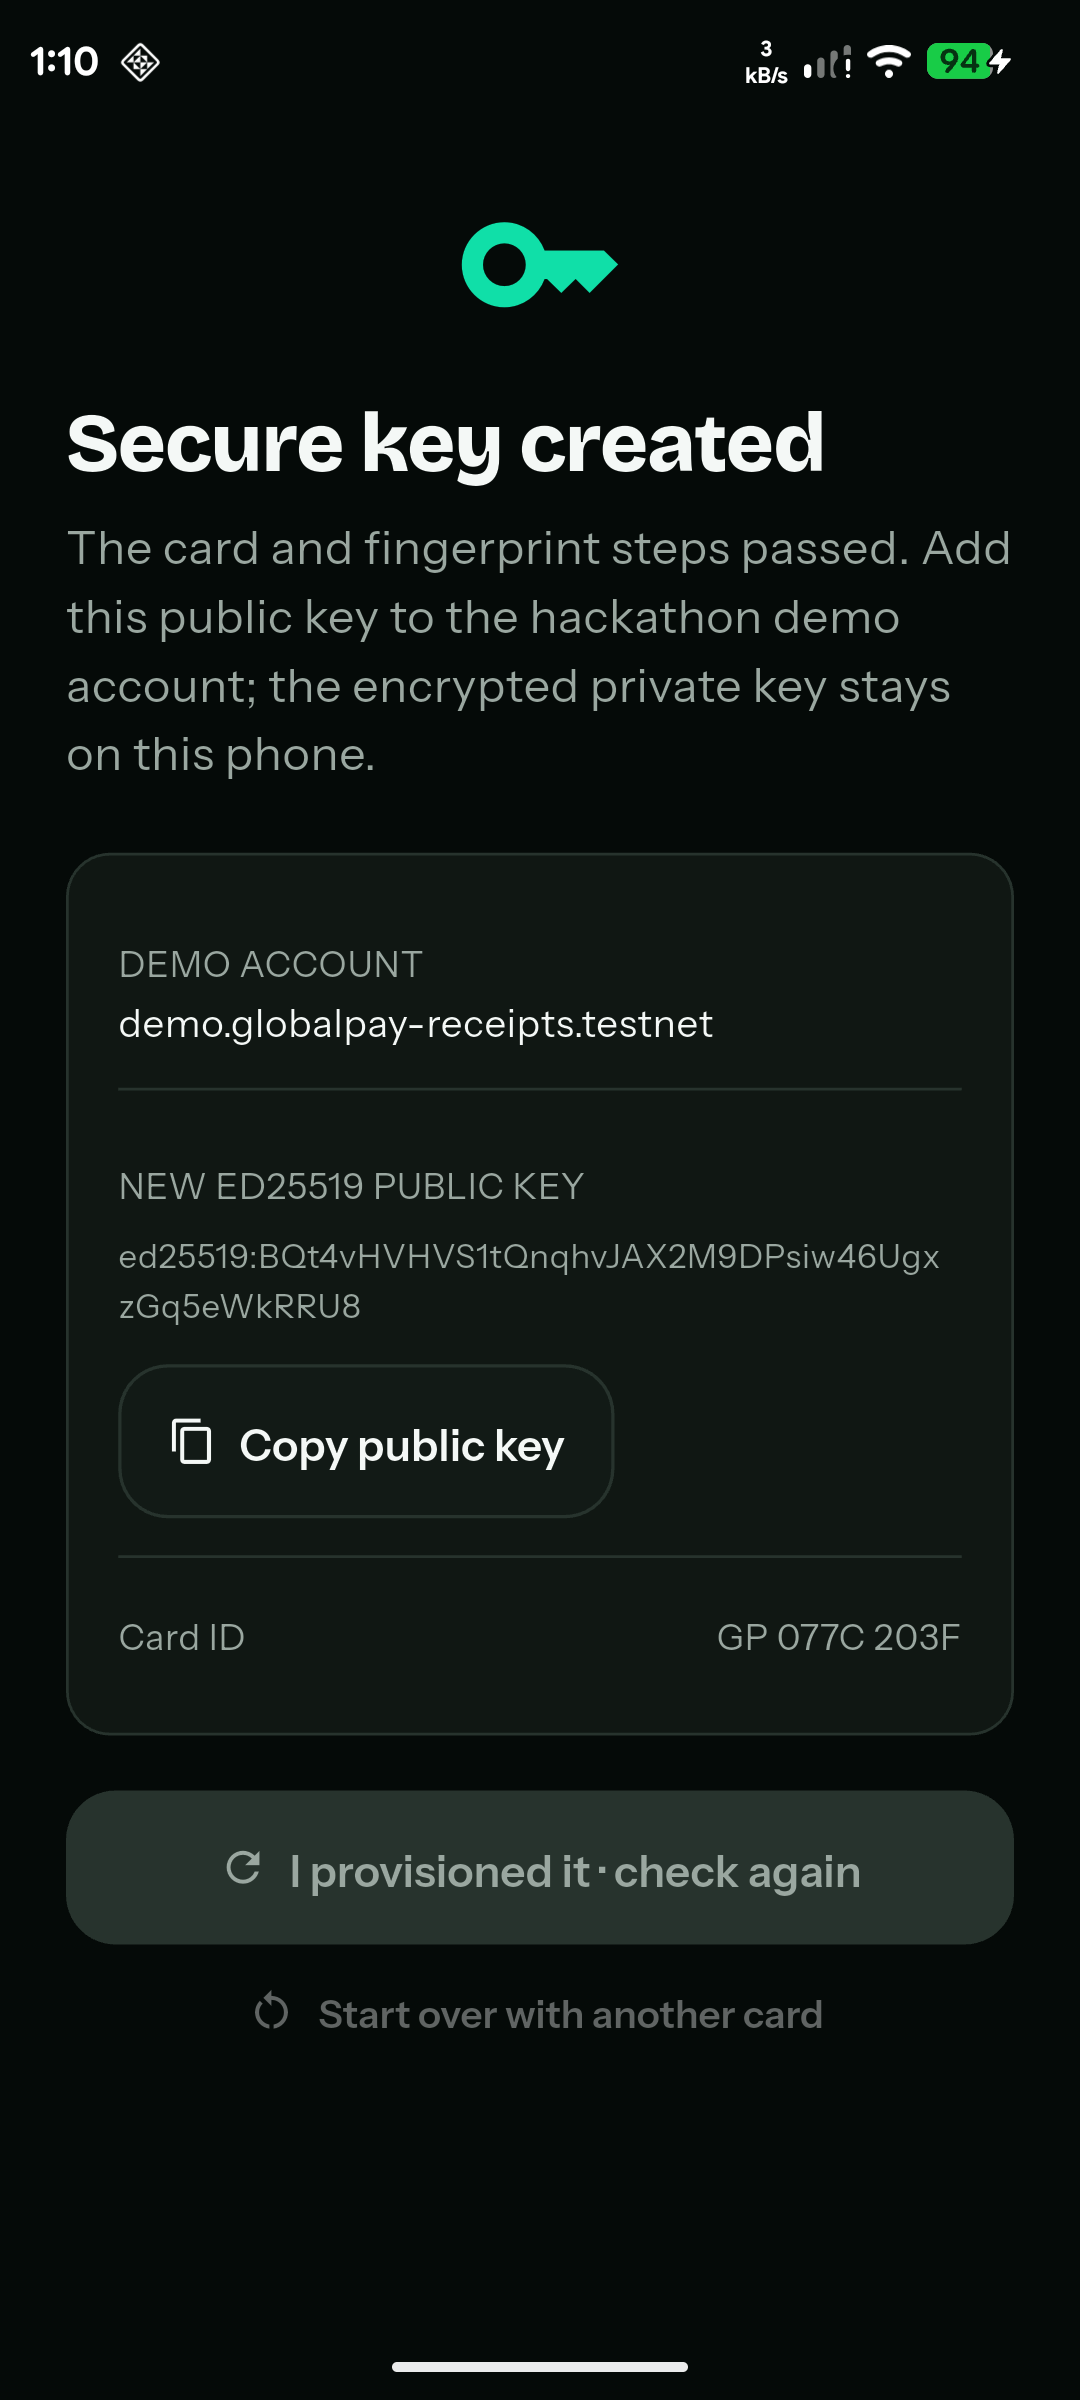 1:10
3
kB/s
94
Secure key created
The card and fingerprint steps passed. Add
this public key to the hackathon demo
account; the encrypted private key stays
on this phone.
DEMO ACCOUNT
demo.globalpay-receipts.testnet
NEW ED25519 PUBLIC KEY
ed25519:BQt4vHVHVS1tQnqhvJAX2M9DPsiw46Ugx
zGq5eWkRRU8
Copy public key
Card ID
GP 077C 203F
I provisioned it · check again
Start over with another card